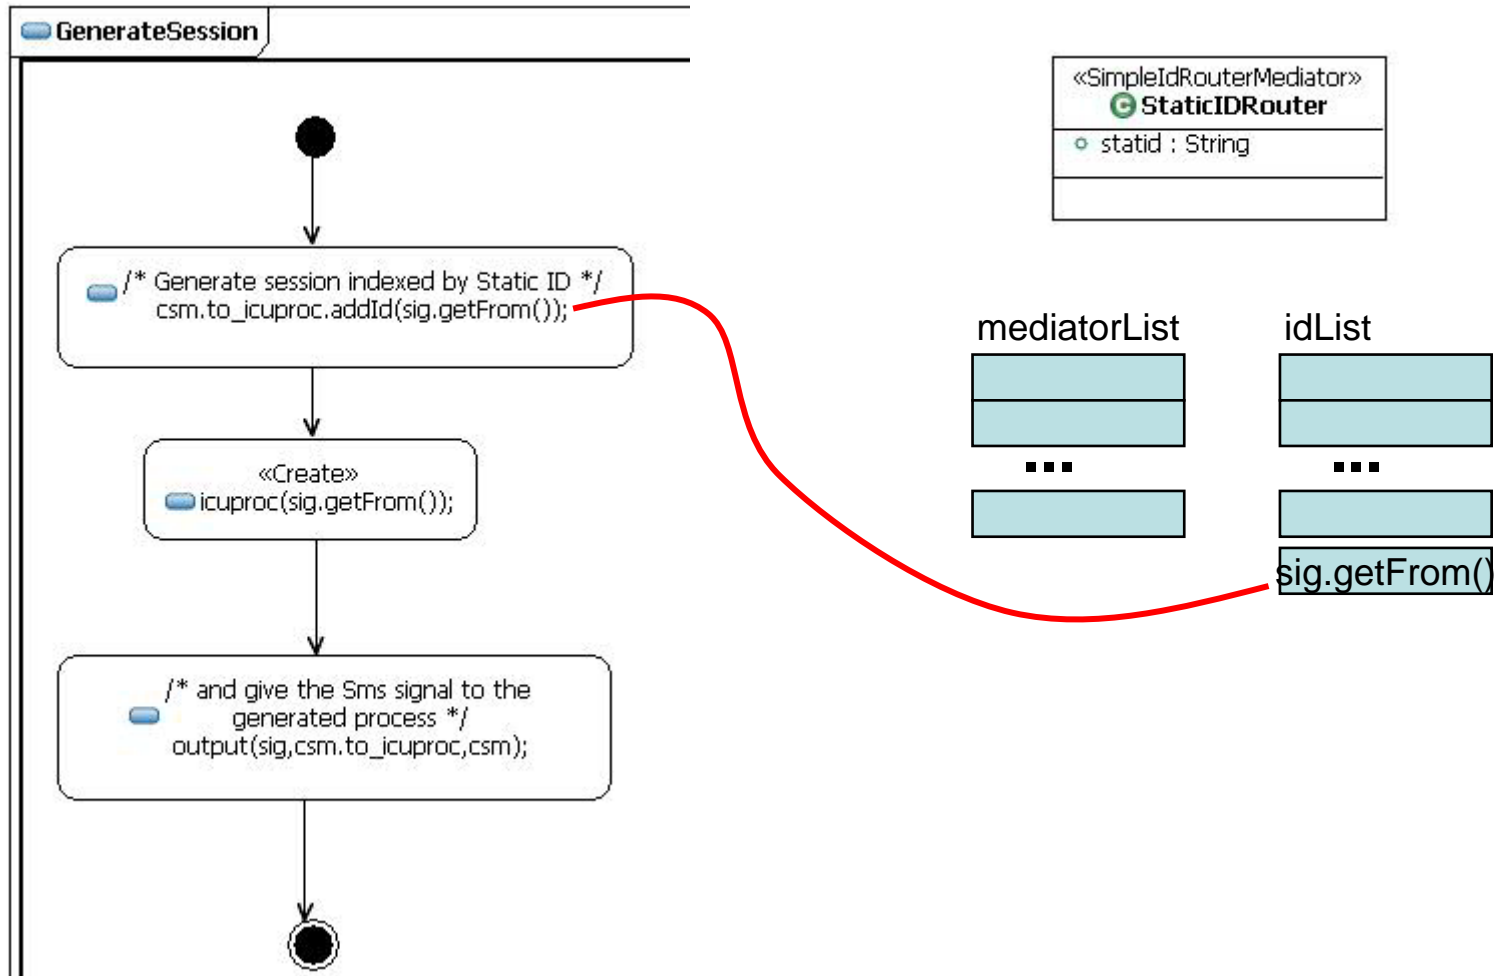 GenerateSession
/* Generate session indexed by Static ID */
csm.to_icuproc.addId(sig.getFrom());
«Create»
icuproc(sig.getFrom());
/* and give the Sms signal to the
generated process */
output(sig,csm.to_icuproc,csm);
«SimpleIdRouterMediator»
C StaticIDRouter
statid : String
mediatorList
idList
...
...
sig.getFrom()